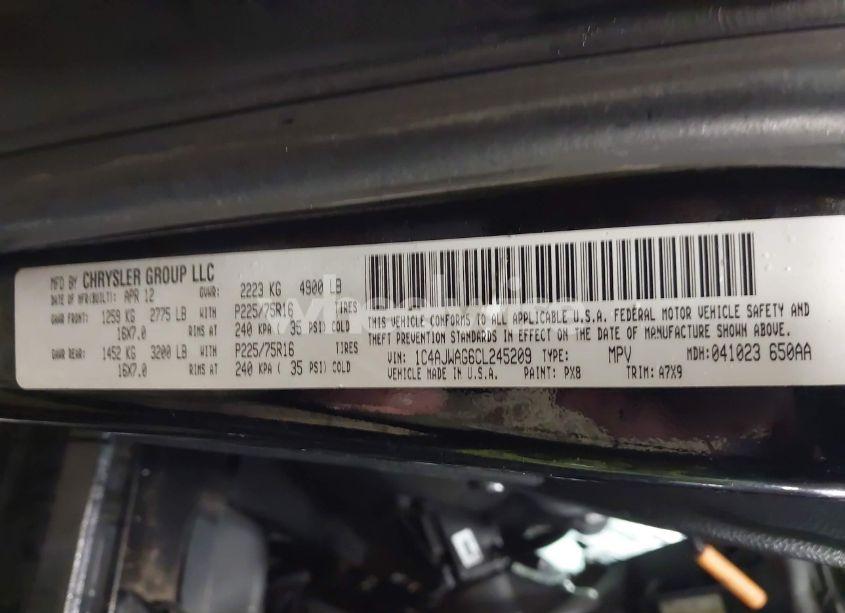 MFD BY CHRYSLER GROUP LLC
DATE OF MFR(BUILT): APR 12 GVWR: 2223 KG 4900 LB
GAWR FRONT: 1259 KG 2775 LB WITH P225/75R16 TIRES
16X7.0 RIMS AT 240 KPA ( 35 PSI) COLD
GAWR REAR: 1452 KG 3200 LB WITH P225/75R16 TIRES
16X7.0 RIMS AT 240 KPA ( 35 PSI) COLD
THIS VEHICLE CONFORMS TO ALL APPLICABLE U.S.A. FEDERAL MOTOR VEHICLE SAFETY AND
THEFT PREVENTION STANDARDS IN EFFECT ON THE DATE OF MANUFACTURE SHOWN ABOVE.
VIN: 1C4AJWAG6CL245209 TYPE: MPV MDH: 041023 650AA
VEHICLE MADE IN U.S.A. PAINT: PX8 TRIM: A7X9